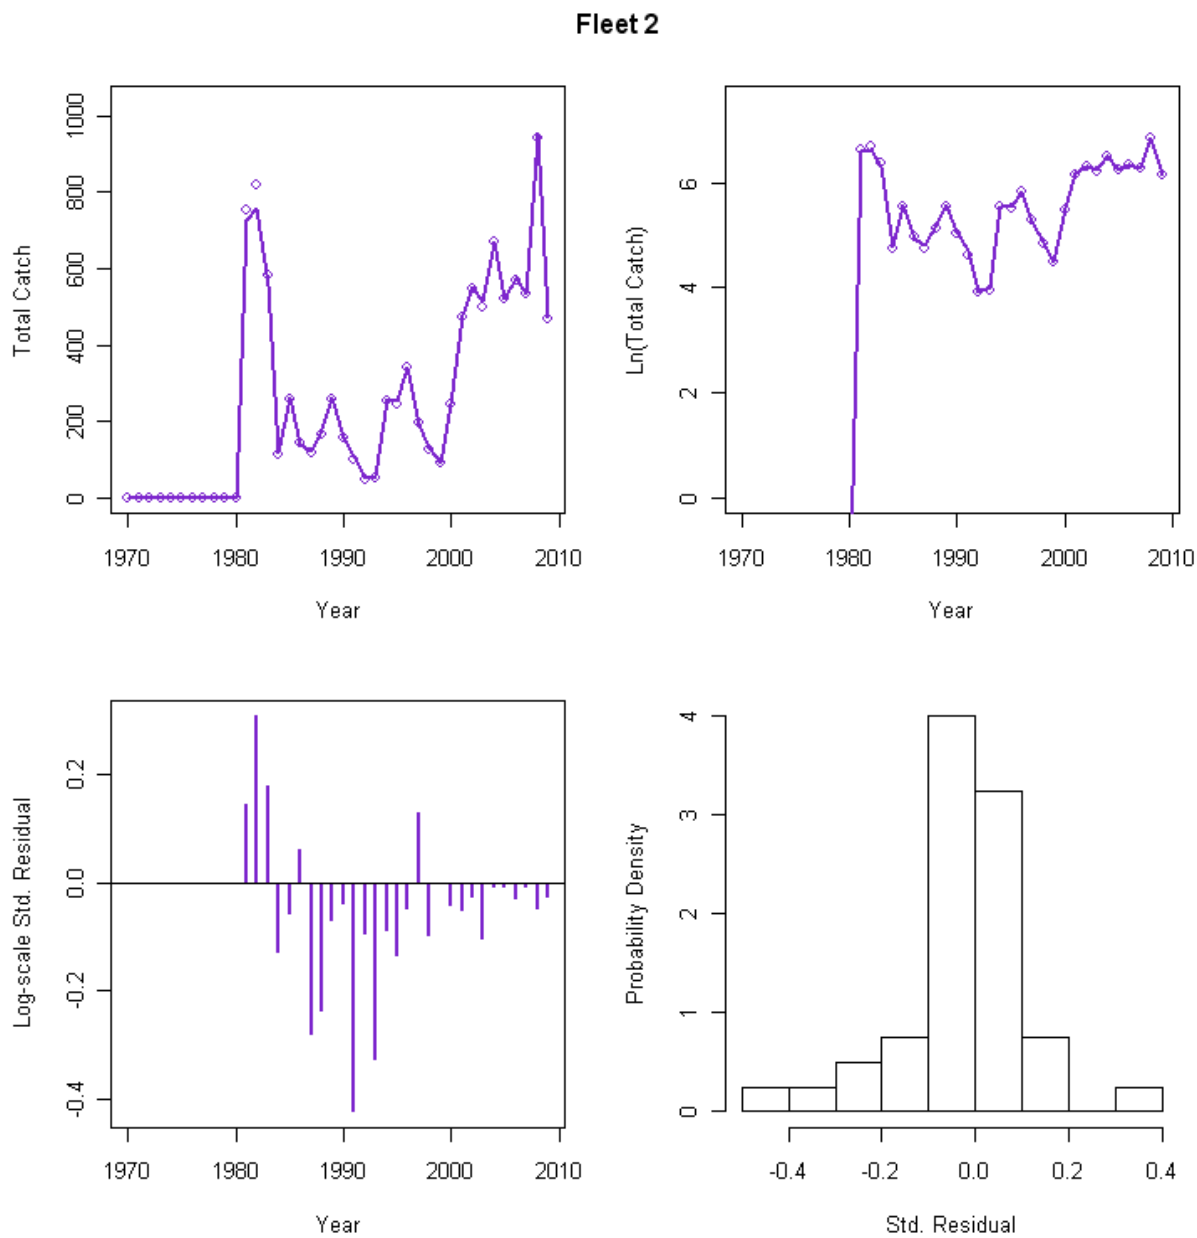 Fleet 2
Total Catch
1000
800
600
400
200
0
1970 1980 1990 2000 2010
Year
Ln(Total Catch)
6
4
2
0
1970 1980 1990 2000 2010
Year
Log-scale Std. Residual
0.2
0.0
-0.2
-0.4
1970 1980 1990 2000 2010
Year
Probability Density
4
3
2
1
0
-0.4 -0.2 0.0 0.2 0.4
Std. Residual